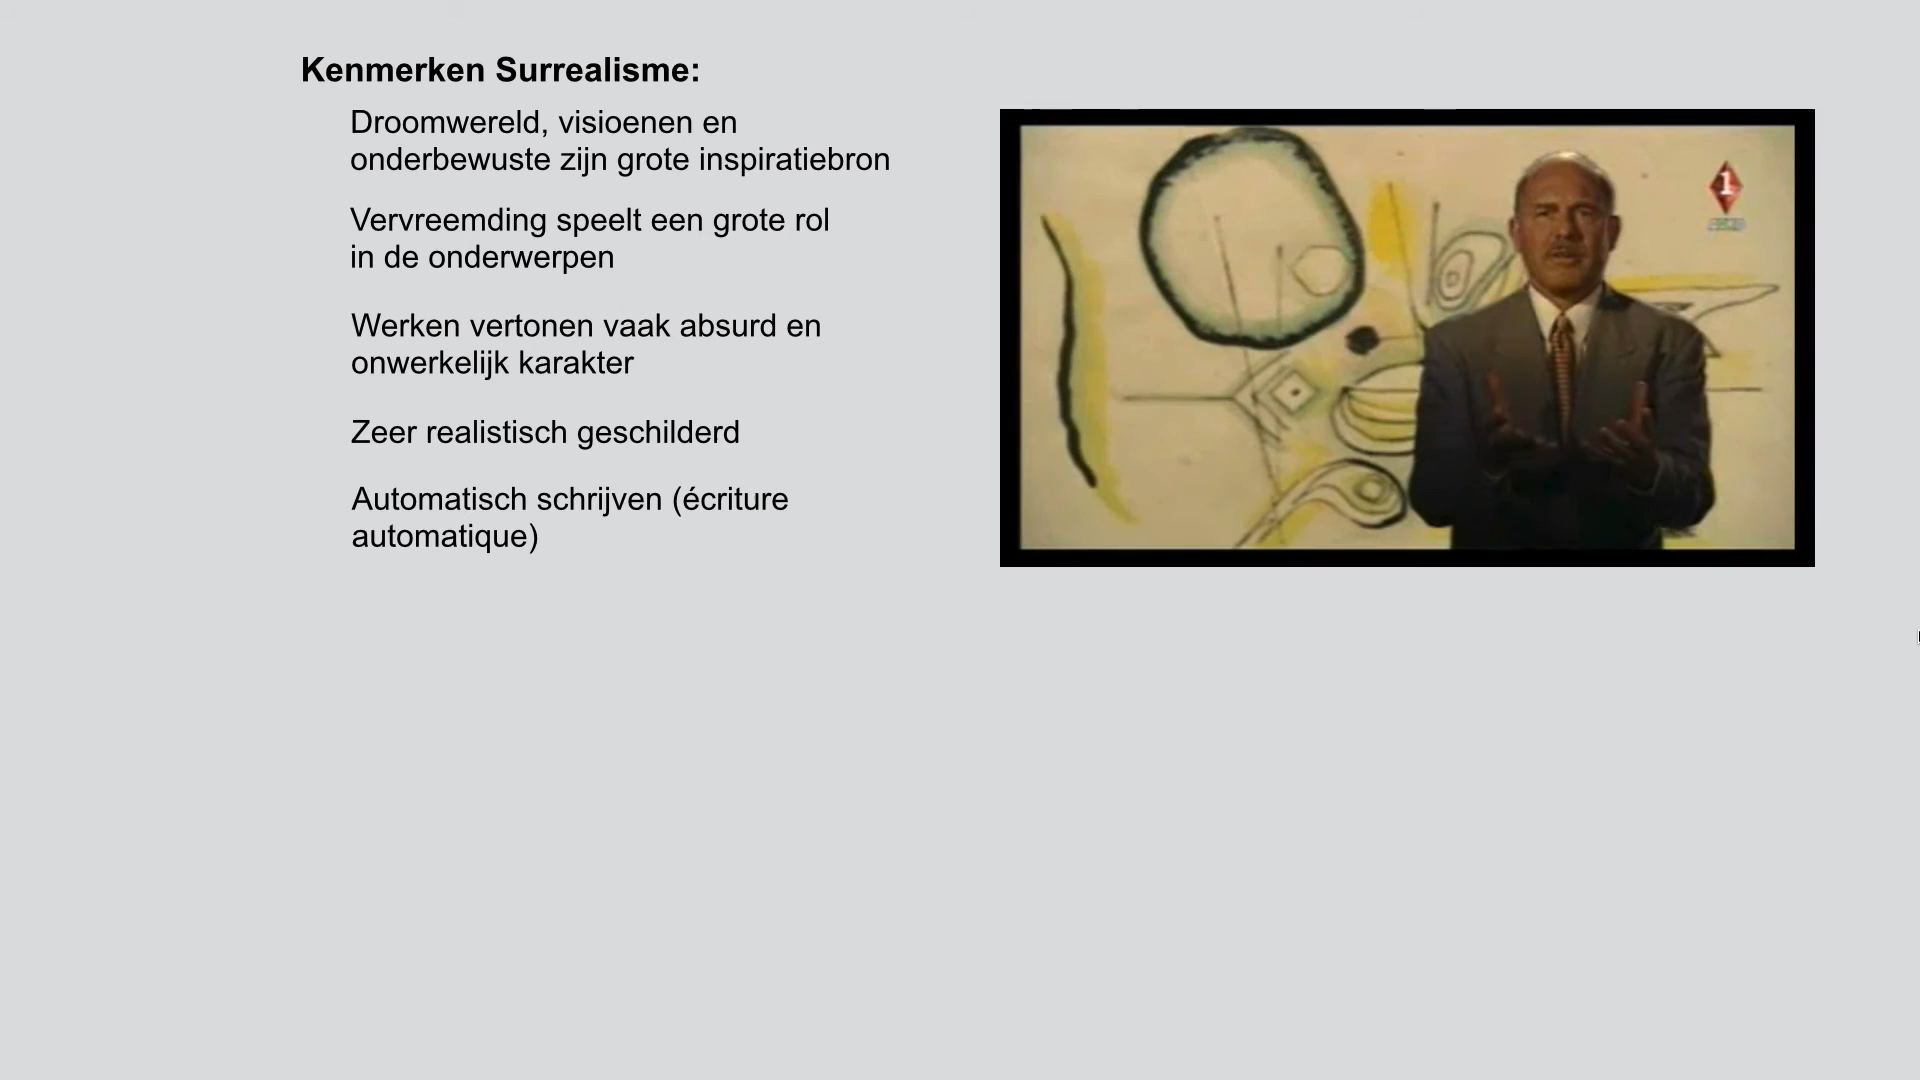 Kenmerken Surrealisme:
Droomwereld, visioenen en
onderbewuste zijn grote inspiratiebron
Vervreemding speelt een grote rol
in de onderwerpen
Werken vertonen vaak absurd en
onwerkelijk karakter
Zeer realistisch geschilderd
Automatisch schrijven (écriture
automatique)
1